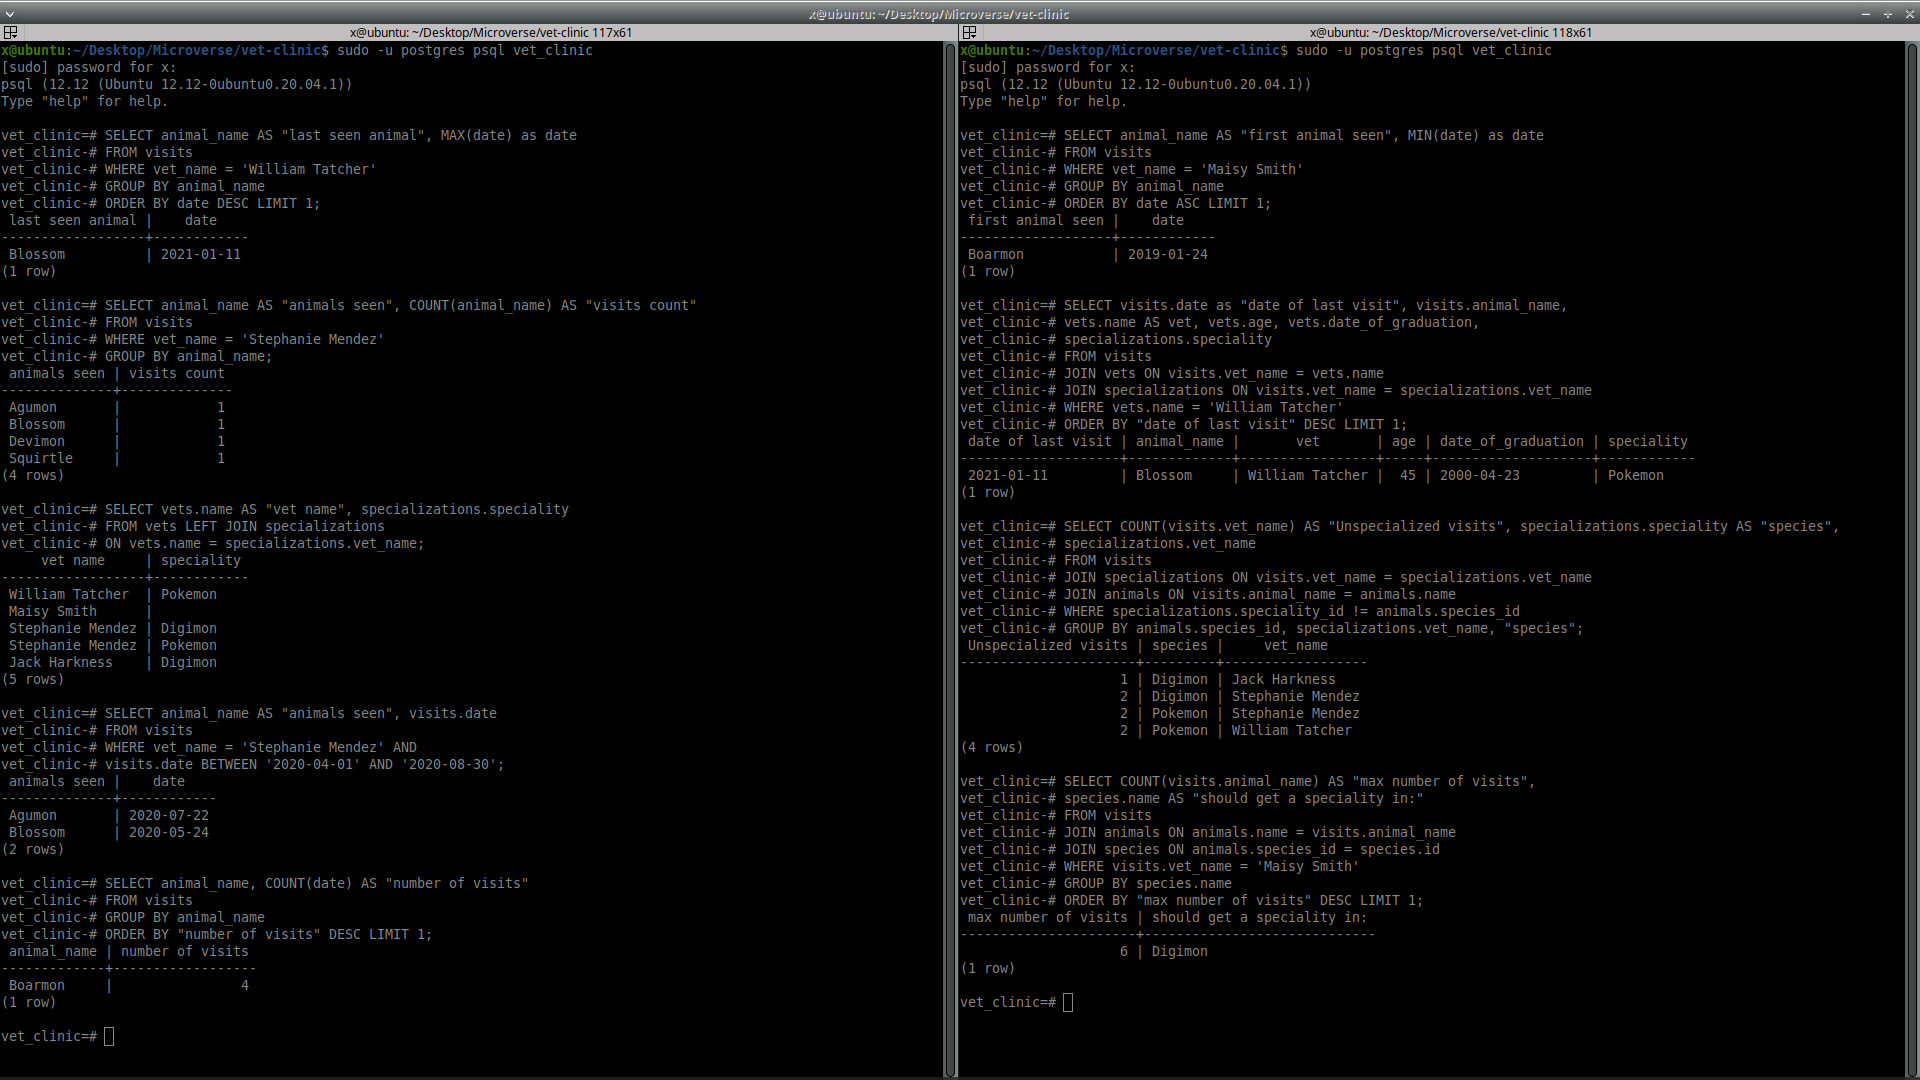 x@ubuntu: ~/Desktop/Microverse/vet-clinic
x@ubuntu: ~/Desktop/Microverse/vet-clinic 117x61
x@ubuntu:~/Desktop/Microverse/vet-clinic$ sudo -u postgres psql vet_clinic
[sudo] password for x:
psql (12.12 (Ubuntu 12.12-0ubuntu0.20.04.1))
Type "help" for help.

vet_clinic=# SELECT animal_name AS "last seen animal", MAX(date) as date
vet_clinic-# FROM visits
vet_clinic-# WHERE vet_name = 'William Tatcher'
vet_clinic-# GROUP BY animal_name
vet_clinic-# ORDER BY date DESC LIMIT 1;
 last seen animal |    date
------------------+------------
 Blossom          | 2021-01-11
(1 row)

vet_clinic=# SELECT animal_name AS "animals seen", COUNT(animal_name) AS "visits count"
vet_clinic-# FROM visits
vet_clinic-# WHERE vet_name = 'Stephanie Mendez'
vet_clinic-# GROUP BY animal_name;
 animals seen | visits count
--------------+--------------
 Agumon       |            1
 Blossom      |            1
 Devimon      |            1
 Squirtle     |            1
(4 rows)

vet_clinic=# SELECT vets.name AS "vet name", specializations.speciality
vet_clinic-# FROM vets LEFT JOIN specializations
vet_clinic-# ON vets.name = specializations.vet_name;
     vet name     | speciality
------------------+------------
 William Tatcher  | Pokemon
 Maisy Smith      |
 Stephanie Mendez | Digimon
 Stephanie Mendez | Pokemon
 Jack Harkness    | Digimon
(5 rows)

vet_clinic=# SELECT animal_name AS "animals seen", visits.date
vet_clinic-# FROM visits
vet_clinic-# WHERE vet_name = 'Stephanie Mendez' AND
vet_clinic-# visits.date BETWEEN '2020-04-01' AND '2020-08-30';
 animals seen |    date
--------------+------------
 Agumon       | 2020-07-22
 Blossom      | 2020-05-24
(2 rows)

vet_clinic=# SELECT animal_name, COUNT(date) AS "number of visits"
vet_clinic-# FROM visits
vet_clinic-# GROUP BY animal_name
vet_clinic-# ORDER BY "number of visits" DESC LIMIT 1;
 animal_name | number of visits
-------------+------------------
 Boarmon     |                4
(1 row)

vet_clinic=#
x@ubuntu: ~/Desktop/Microverse/vet-clinic 118x61
x@ubuntu:~/Desktop/Microverse/vet-clinic$ sudo -u postgres psql vet_clinic
[sudo] password for x:
psql (12.12 (Ubuntu 12.12-0ubuntu0.20.04.1))
Type "help" for help.

vet_clinic=# SELECT animal_name AS "first animal seen", MIN(date) as date
vet_clinic-# FROM visits
vet_clinic-# WHERE vet_name = 'Maisy Smith'
vet_clinic-# GROUP BY animal_name
vet_clinic-# ORDER BY date ASC LIMIT 1;
 first animal seen |    date
-------------------+------------
 Boarmon           | 2019-01-24
(1 row)

vet_clinic=# SELECT visits.date as "date of last visit", visits.animal_name,
vet_clinic-# vets.name AS vet, vets.age, vets.date_of_graduation,
vet_clinic-# specializations.speciality
vet_clinic-# FROM visits
vet_clinic-# JOIN vets ON visits.vet_name = vets.name
vet_clinic-# JOIN specializations ON visits.vet_name = specializations.vet_name
vet_clinic-# WHERE vets.name = 'William Tatcher'
vet_clinic-# ORDER BY "date of last visit" DESC LIMIT 1;
 date of last visit | animal_name |       vet       | age | date_of_graduation | speciality
--------------------+-------------+-----------------+-----+--------------------+------------
 2021-01-11         | Blossom     | William Tatcher |  45 | 2000-04-23         | Pokemon
(1 row)

vet_clinic=# SELECT COUNT(visits.vet_name) AS "Unspecialized visits", specializations.speciality AS "species",
vet_clinic-# specializations.vet_name
vet_clinic-# FROM visits
vet_clinic-# JOIN specializations ON visits.vet_name = specializations.vet_name
vet_clinic-# JOIN animals ON visits.animal_name = animals.name
vet_clinic-# WHERE specializations.speciality_id != animals.species_id
vet_clinic-# GROUP BY animals.species_id, specializations.vet_name, "species";
 Unspecialized visits | species |     vet_name
----------------------+---------+------------------
                    1 | Digimon | Jack Harkness
                    2 | Digimon | Stephanie Mendez
                    2 | Pokemon | Stephanie Mendez
                    2 | Pokemon | William Tatcher
(4 rows)

vet_clinic=# SELECT COUNT(visits.animal_name) AS "max number of visits",
vet_clinic-# species.name AS "should get a speciality in:"
vet_clinic-# FROM visits
vet_clinic-# JOIN animals ON animals.name = visits.animal_name
vet_clinic-# JOIN species ON animals.species_id = species.id
vet_clinic-# WHERE visits.vet_name = 'Maisy Smith'
vet_clinic-# GROUP BY species.name
vet_clinic-# ORDER BY "max number of visits" DESC LIMIT 1;
 max number of visits | should get a speciality in:
----------------------+-----------------------------
                    6 | Digimon
(1 row)

vet_clinic=#